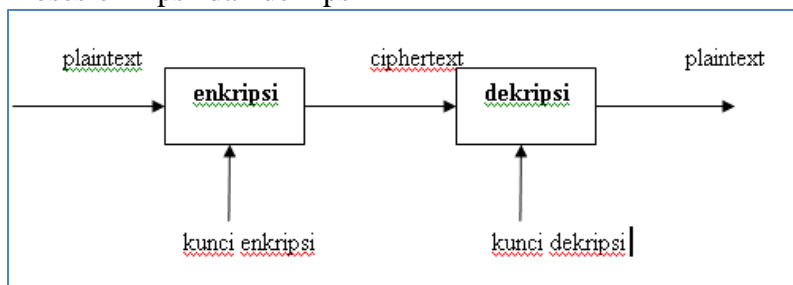 plaintext ciphertext plaintext
enkripsi dekripsi
kunci enkripsi kunci dekripsi